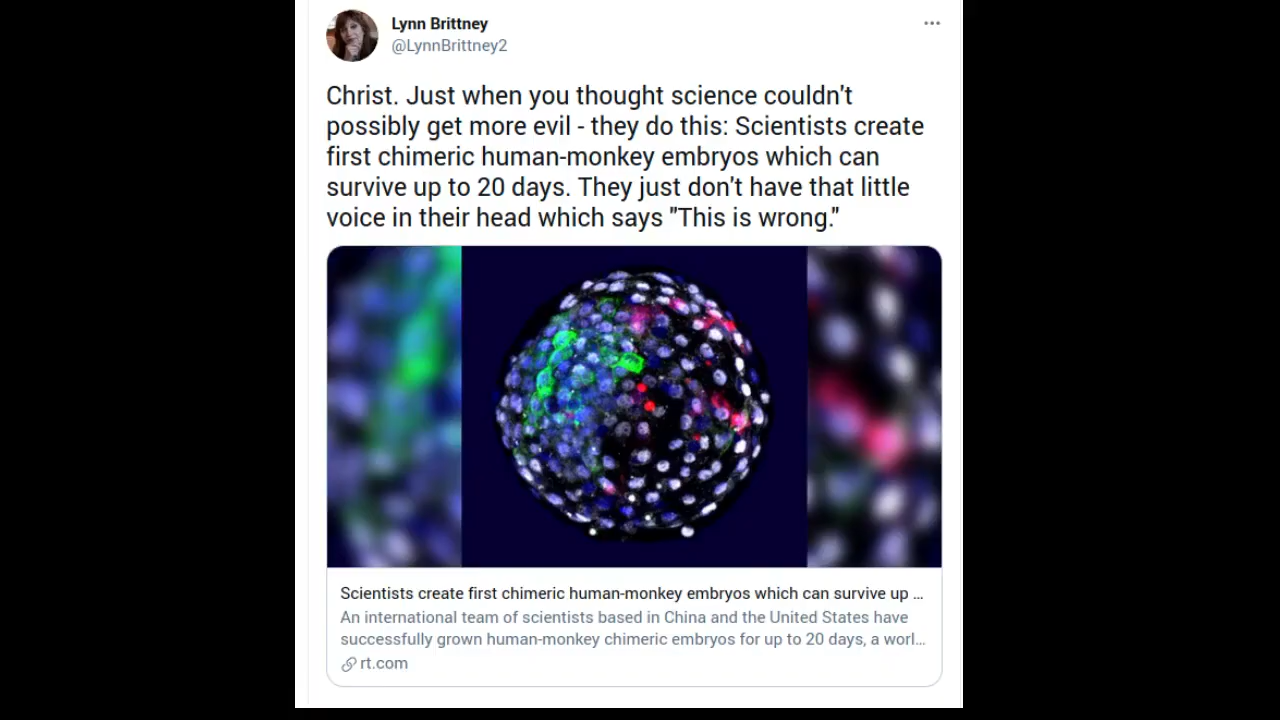 Lynn Brittney
@LynnBrittney2
Christ. Just when you thought science couldn't
possibly get more evil - they do this: Scientists create
first chimeric human-monkey embryos which can
survive up to 20 days. They just don't have that little
voice in their head which says "This is wrong."
Scientists create first chimeric human-monkey embryos which can survive up ...
An international team of scientists based in China and the United States have
successfully grown human-monkey chimeric embryos for up to 20 days, a worl...
rt.com